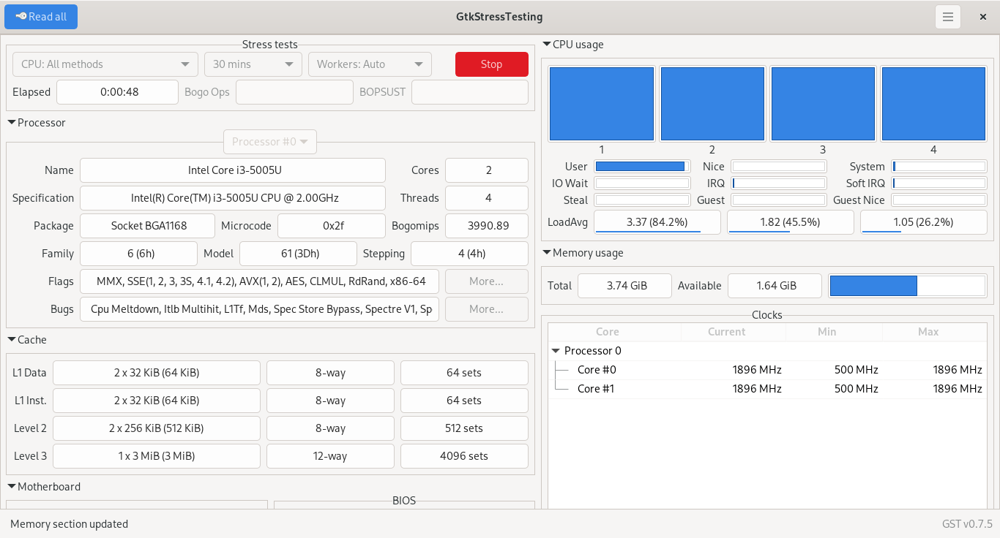 Read all
GtkStressTesting
Stress tests
CPU: All methods
30 mins
Workers: Auto
Stop
Elapsed 0:00:48 Bogo Ops BOPSUST
Processor
Processor #0
Name Intel Core i3-5005U Cores 2
Specification Intel(R) Core(TM) i3-5005U CPU @ 2.00GHz Threads 4
Package Socket BGA1168 Microcode 0x2f Bogomips 3990.89
Family 6 (6h) Model 61 (3Dh) Stepping 4 (4h)
Flags MMX, SSE(1, 2, 3, 3S, 4.1, 4.2), AVX(1, 2), AES, CLMUL, RdRand, x86-64 More...
Bugs Cpu Meltdown, Itlb Multihit, L1Tf, Mds, Spec Store Bypass, Spectre V1, Sp More...
Cache
L1 Data 2 x 32 KiB (64 KiB) 8-way 64 sets
L1 Inst. 2 x 32 KiB (64 KiB) 8-way 64 sets
Level 2 2 x 256 KiB (512 KiB) 8-way 512 sets
Level 3 1 x 3 MiB (3 MiB) 12-way 4096 sets
Motherboard
BIOS
CPU usage
1 2 3 4
User Nice System
IO Wait IRQ Soft IRQ
Steal Guest Guest Nice
LoadAvg 3.37 (84.2%) 1.82 (45.5%) 1.05 (26.2%)
Memory usage
Total 3.74 GiB Available 1.64 GiB
Clocks
Core Current Min Max
Processor 0
Core #0 1896 MHz 500 MHz 1896 MHz
Core #1 1896 MHz 500 MHz 1896 MHz
Memory section updated
GST v0.7.5